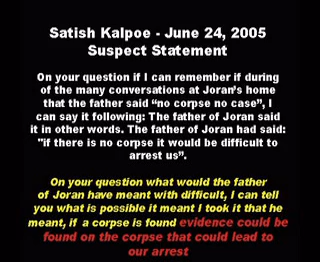 Satish Kalpoe - June 24, 2005
Suspect Statement
On your question if I can remember if during
of the many conversations at Joran's home
that the father said “no corpse no case”, I
can say it following: The father of Joran said
it in other words. The father of Joran had said:
"if there is no corpse it would be difficult to
arrest us”.
On your question what would the father
of Joran have meant with difficult, I can tell
you what is possible it meant I took it that he
meant, if a corpse is found evidence could be
found on the corpse that could lead to
our arrest